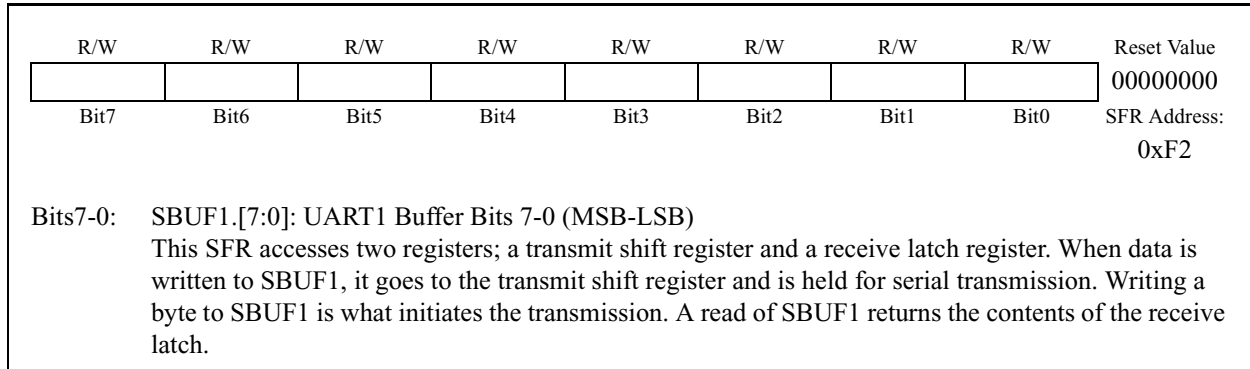 R/W R/W R/W R/W R/W R/W R/W R/W Reset Value
00000000
Bit7 Bit6 Bit5 Bit4 Bit3 Bit2 Bit1 Bit0 SFR Address:
0xF2
Bits7-0: SBUF1.[7:0]: UART1 Buffer Bits 7-0 (MSB-LSB)
This SFR accesses two registers; a transmit shift register and a receive latch register. When data is
written to SBUF1, it goes to the transmit shift register and is held for serial transmission. Writing a
byte to SBUF1 is what initiates the transmission. A read of SBUF1 returns the contents of the receive
latch.